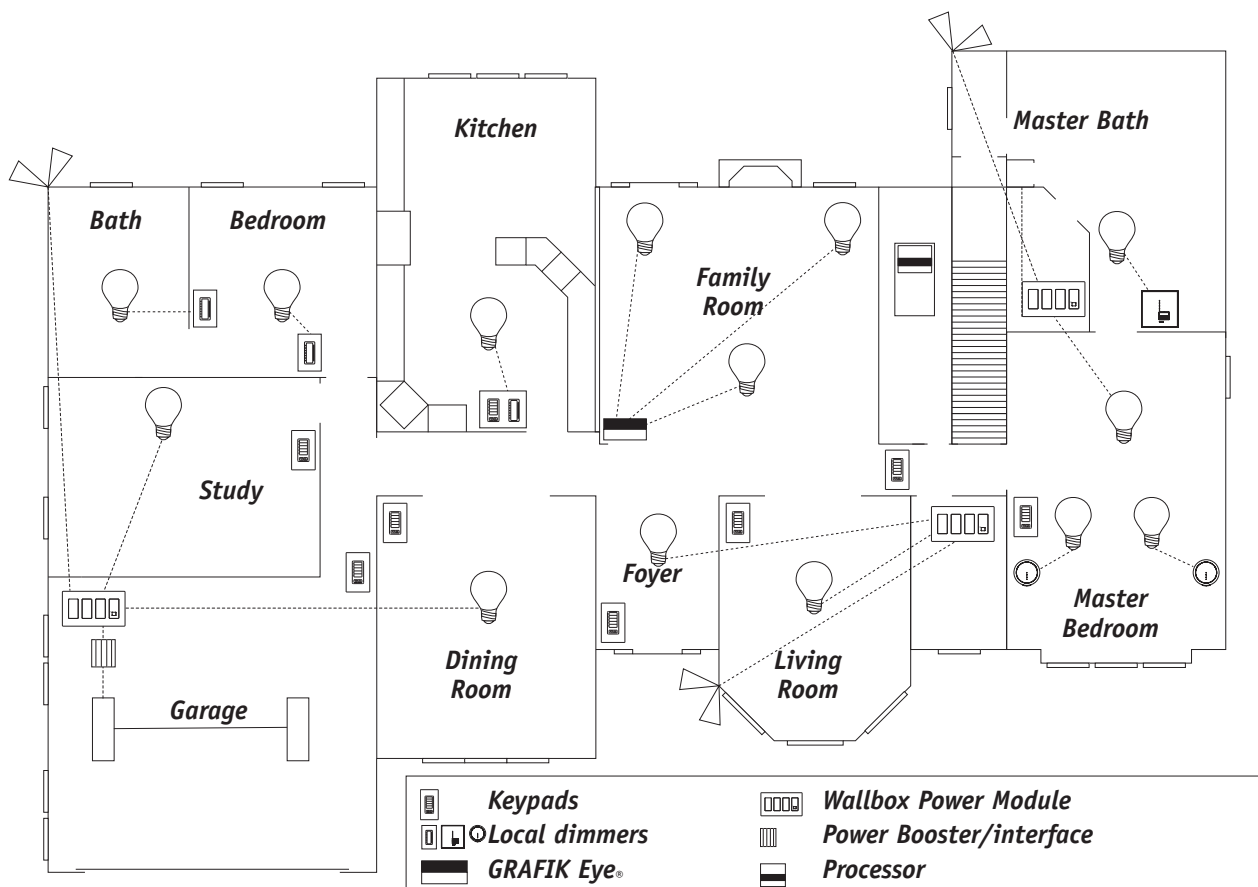 Kitchen
Master Bath
Bath
Bedroom
Family
Room
Study
Foyer
Master
Bedroom
Dining
Room
Living
Room
Garage
Keypads
Wallbox Power Module
Local dimmers
Power Booster/interface
GRAFIK Eye®
Processor